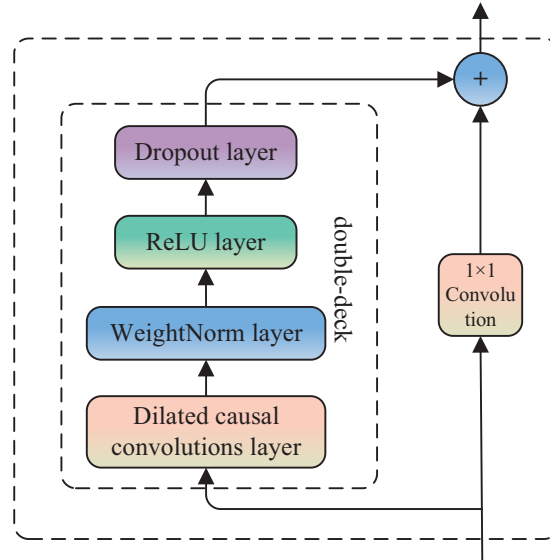 +
Dropout layer
ReLU layer
double-deck
1×1
Convolu
tion
WeightNorm layer
Dilated causal
convolutions layer